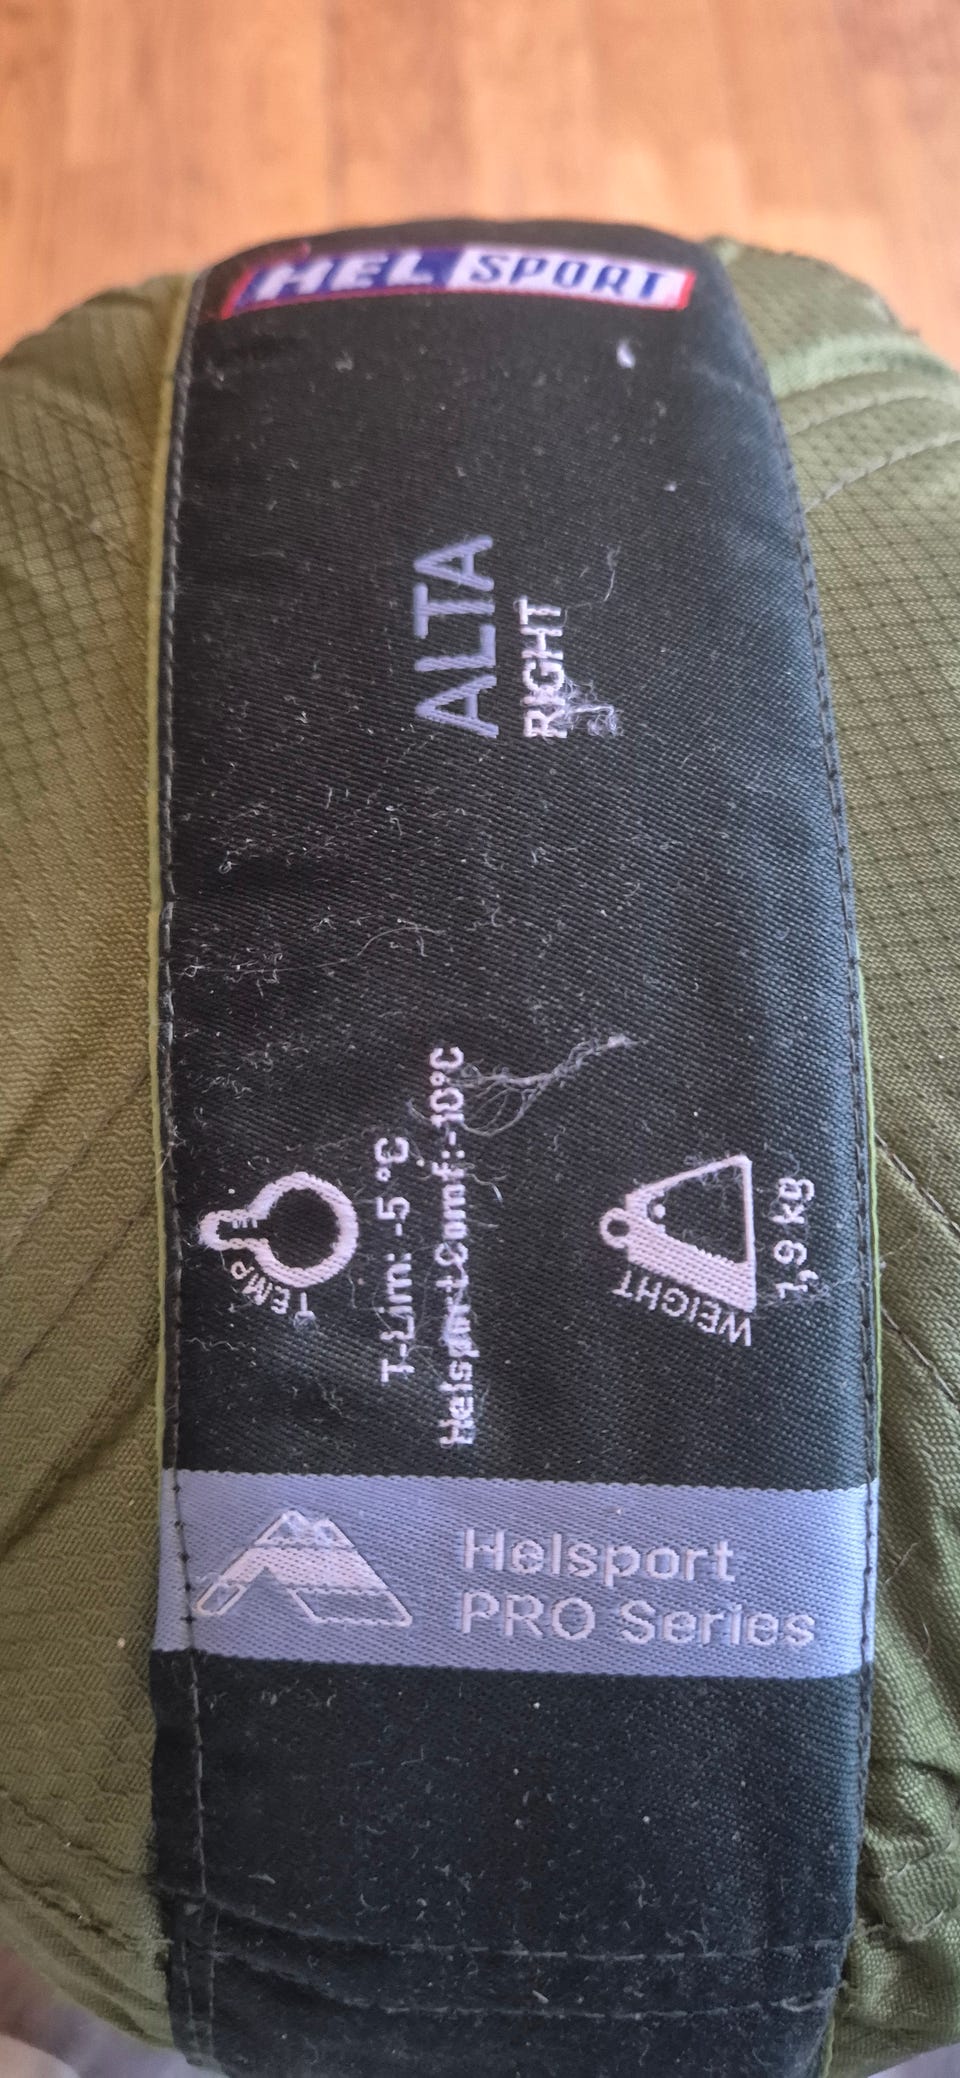 HELSPORT
ALTA
RIGHT
TEMP
T-Lim: -5 °C
Helsport Comf:-10°C
WEIGHT
1,9 kg
Helsport
PRO Series